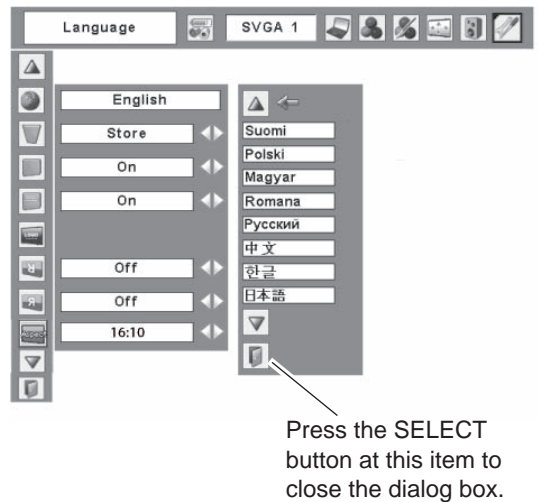 Language
SVGA 1
English
Store
On
On
Off
Off
16:10
Suomi
Polski
Magyar
Romana
Русский
中文
한글
日本語
Press the SELECT
button at this item to
close the dialog box.